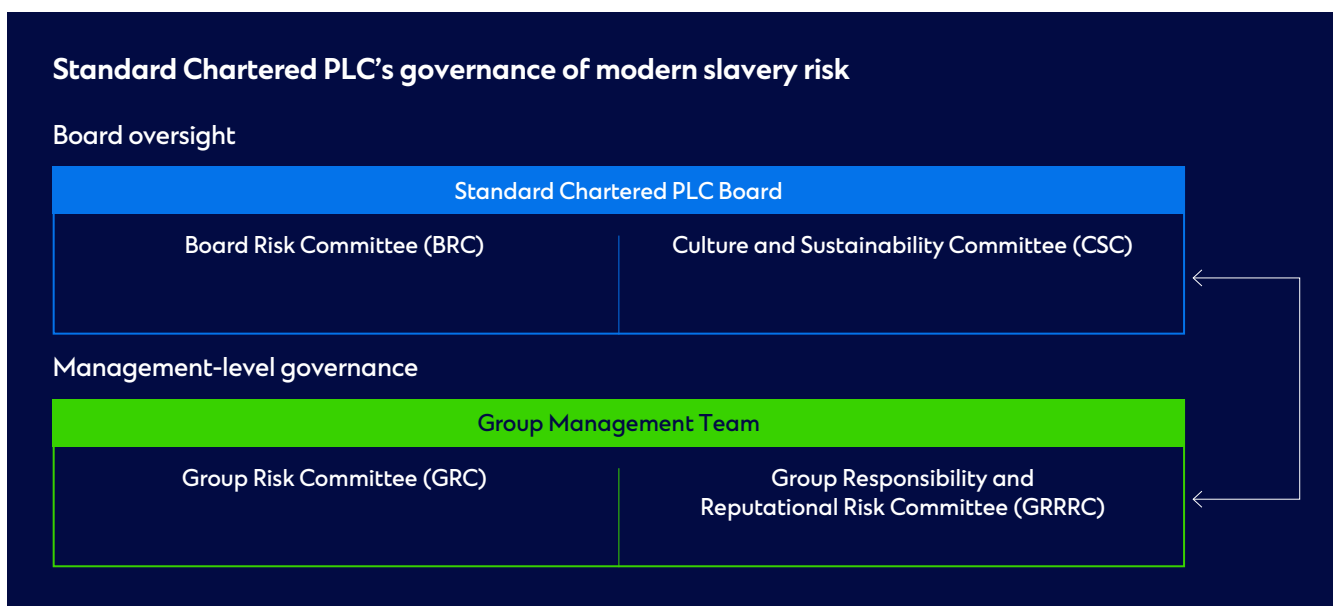 Standard Chartered PLC’s governance of modern slavery risk
Board oversight
Standard Chartered PLC Board
Board Risk Committee (BRC)
Culture and Sustainability Committee (CSC)
Management-level governance
Group Management Team
Group Risk Committee (GRC)
Group Responsibility and
Reputational Risk Committee (GRRRC)